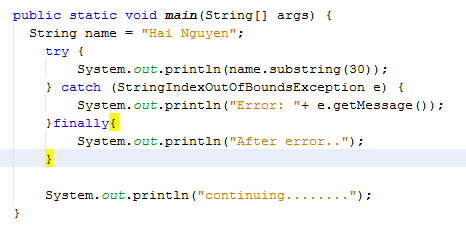 public static void main(String[] args) {
String name = "Hai Nguyen";
try {
System.out.println(name.substring(30));
} catch (StringIndexOutOfBoundsException e) {
System.out.println("Error: "+ e.getMessage());
}finally{
System.out.println("After error..");
}
System.out.println("continuing........");
}